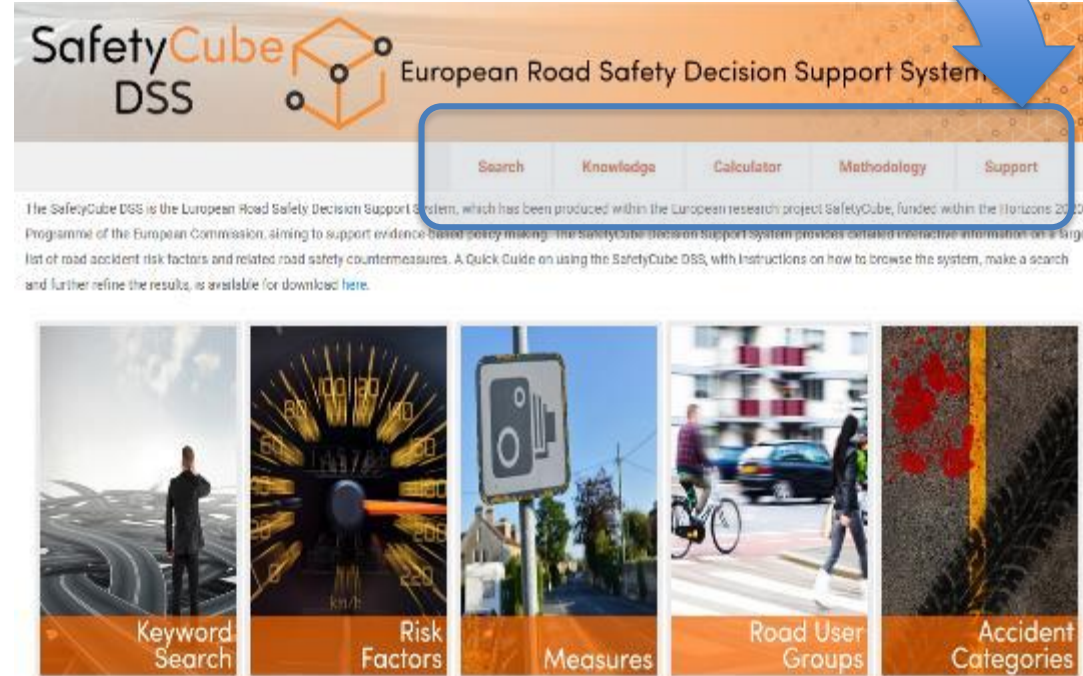 SafetyCube
DSS
European Road Safety Decision Support System
Search Knowledge Calculator Methodology Support
The SafetyCube DSS is the European Road Safety Decision Support System, which has been produced within the European research project SafetyCube, funded within the Horizons 2020
Programme of the European Commission, aiming to support evidence-based policy making. The SafetyCube Decision Support System provides detailed interactive information on a large
list of road accident risk factors and related road safety countermeasures. A Quick Guide on using the SafetyCube DSS, with instructions on how to browse the system, make a search
and further refine the results, is available for download here.
Keyword
Search
Risk
Factors
Measures
Road User
Groups
Accident
Categories